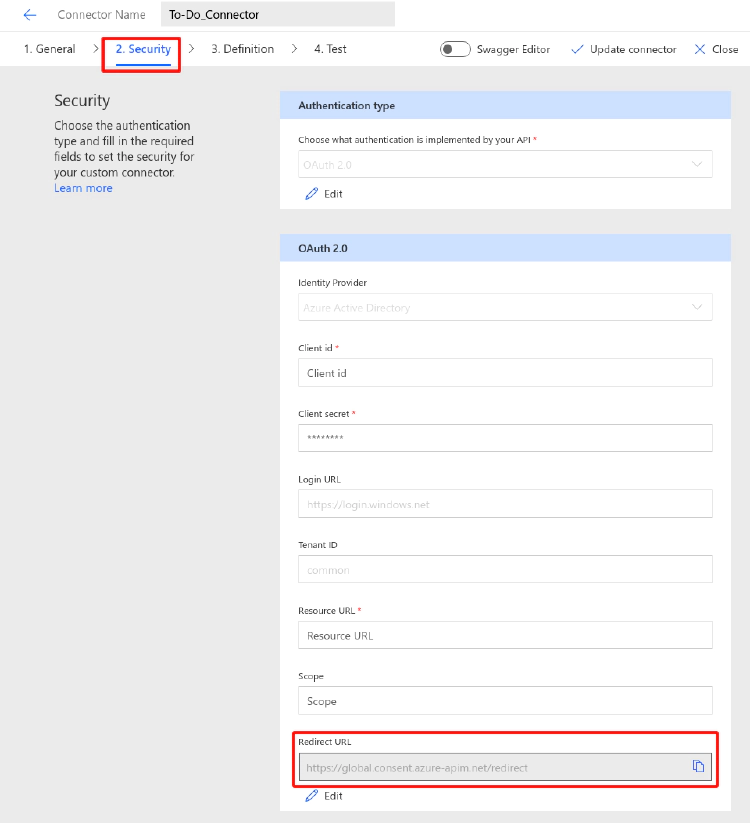 Connector Name To-Do_Connector
1. General 2. Security 3. Definition 4. Test Swagger Editor Update connector Close
Security
Choose the authentication
type and fill in the required
fields to set the security for
your custom connector.
Learn more
Authentication type
Choose what authentication is implemented by your API *
OAuth 2.0
Edit
OAuth 2.0
Identity Provider
Azure Active Directory
Client id *
Client id
Client secret *
********
Login URL
https://login.windows.net
Tenant ID
common
Resource URL *
Resource URL
Scope
Scope
Redirect URL
https://global.consent.azure-apim.net/redirect
Edit